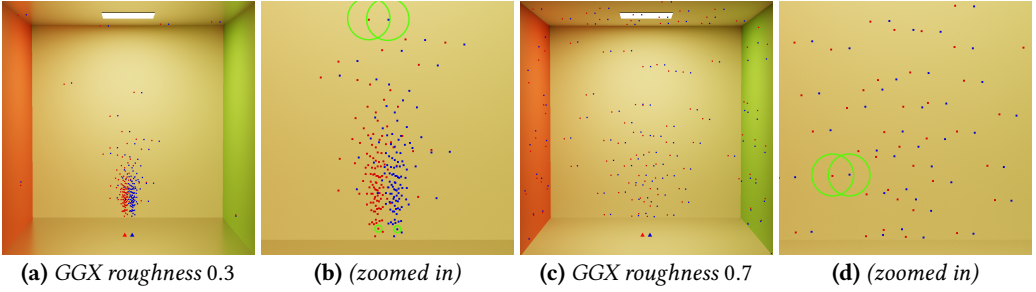 (a) GGX roughness 0.3
(b) (zoomed in)
(c) GGX roughness 0.7
(d) (zoomed in)